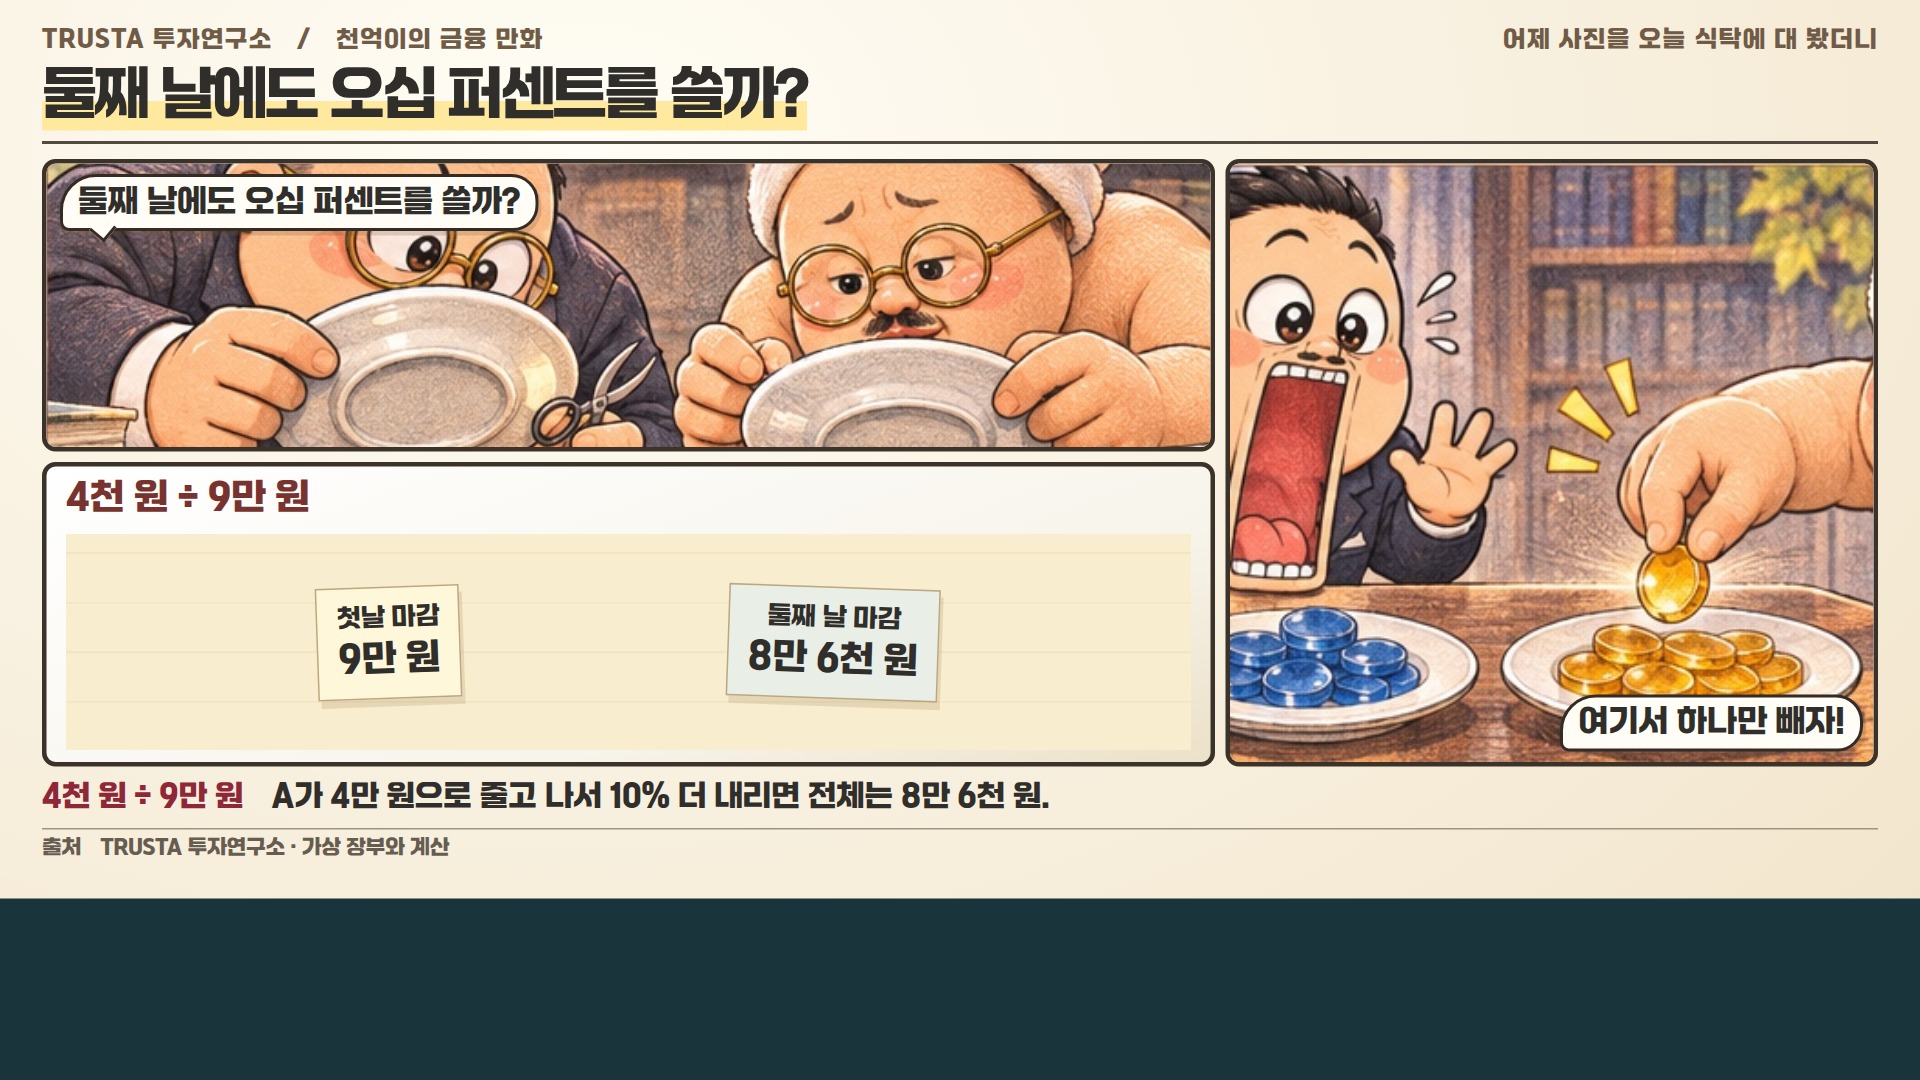 TRUSTA 투자연구소 / 천억이의 금융 만화
어제 사진을 오늘 식탁에 대 봤더니
둘째 날에도 오십 퍼센트를 쓸까?
둘째 날에도 오십 퍼센트를 쓸까?
4천 원 ÷ 9만 원
첫날 마감
9만 원
둘째 날 마감
8만 6천 원
여기서 하나만 빼자!
4천 원 ÷ 9만 원 A가 4만 원으로 줄고 나서 10% 더 내리면 전체는 8만 6천 원.
출처 TRUSTA 투자연구소 · 가상 장부와 계산